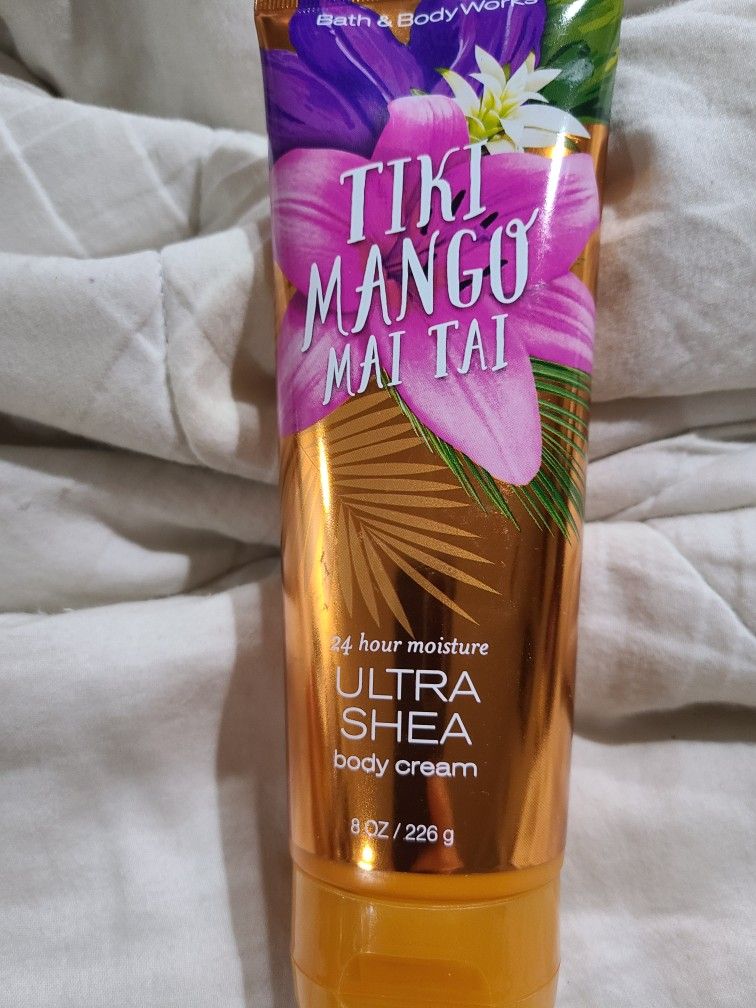 Bath & Body Works
TIKI
MANGO
MAI TAI
24 hour moisture
ULTRA
SHEA
body cream
8 OZ / 226 g